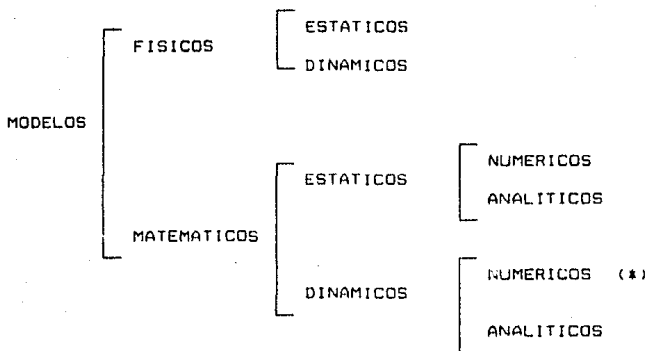 ESTATICOS
FISICOS
DINAMICOS
MODELOS
NUMERICOS
ESTATICOS
ANALITICOS
MATEMATICOS
NUMERICOS (*)
DINAMICOS
ANALITICOS